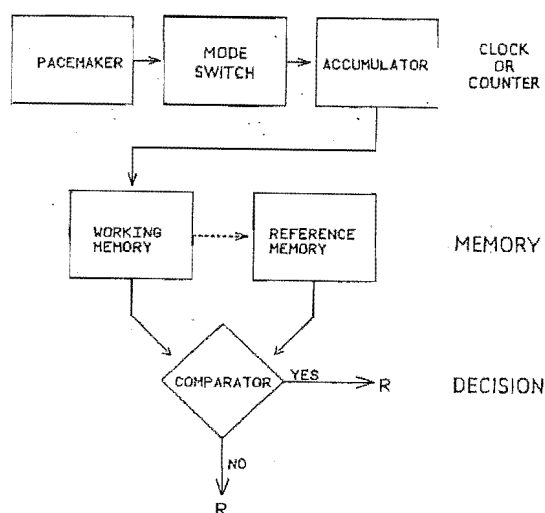 PACEMAKER
MODE
SWITCH
ACCUMULATOR
CLOCK
OR
COUNTER
WORKING
MEMORY
REFERENCE
MEMORY
MEMORY
COMPARATOR
YES
R
DECISION
NO
R